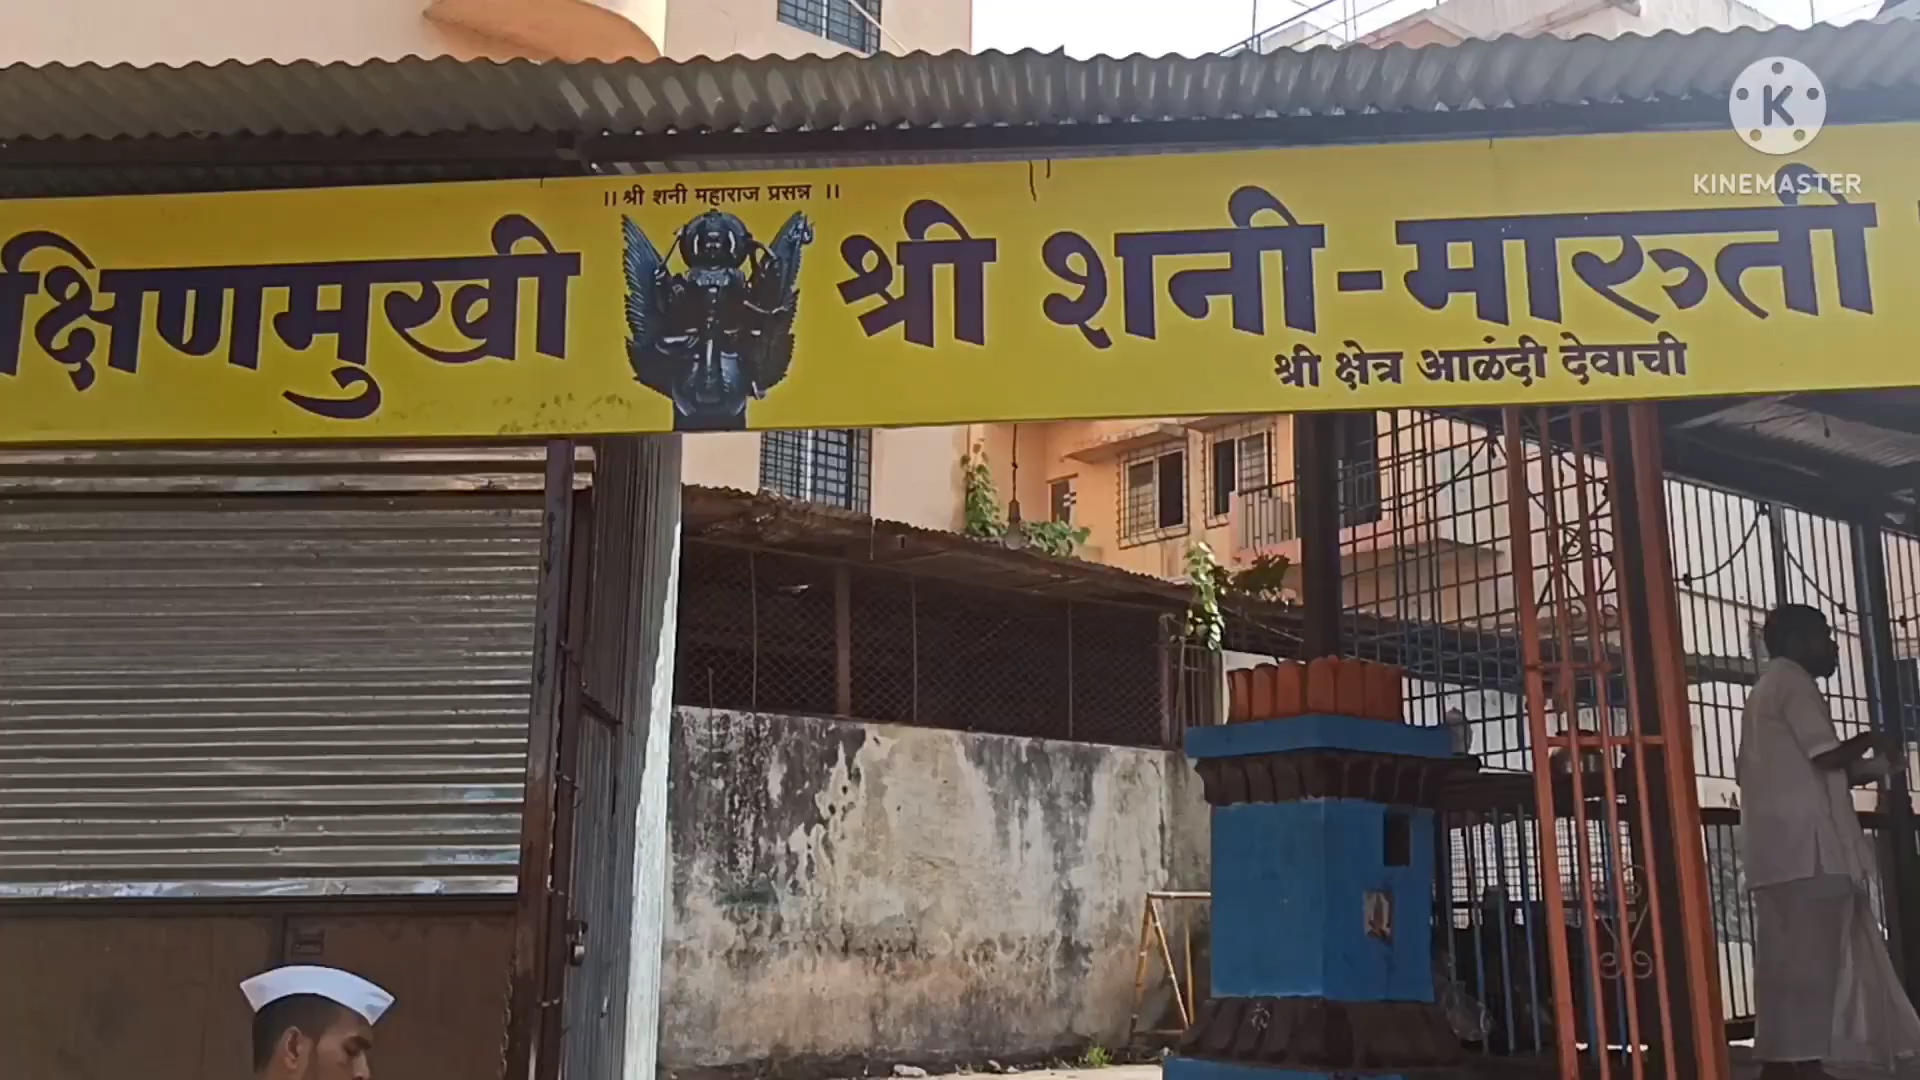 ।। श्री शनी महाराज प्रसन्न ।।
क्षिणमुखी श्री शनी-मारुती
श्री क्षेत्र आळंदी देवाची
KINEMASTER